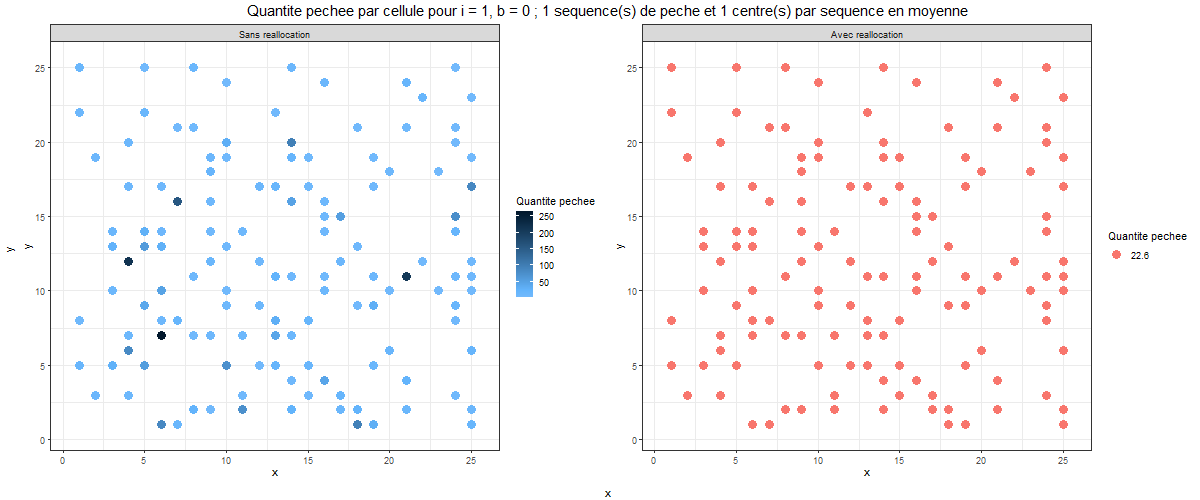 Quantite pechee par cellule pour i = 1, b = 0 ; 1 sequence(s) de peche et 1 centre(s) par sequence en moyenne
Sans reallocation
25
20
15
10
5
0
0 5 10 15 20 25
x
y
y
Quantite pechee
250
200
150
100
50
Avec reallocation
25
20
15
10
5
0
0 5 10 15 20 25
x
y
Quantite pechee
22.6
x